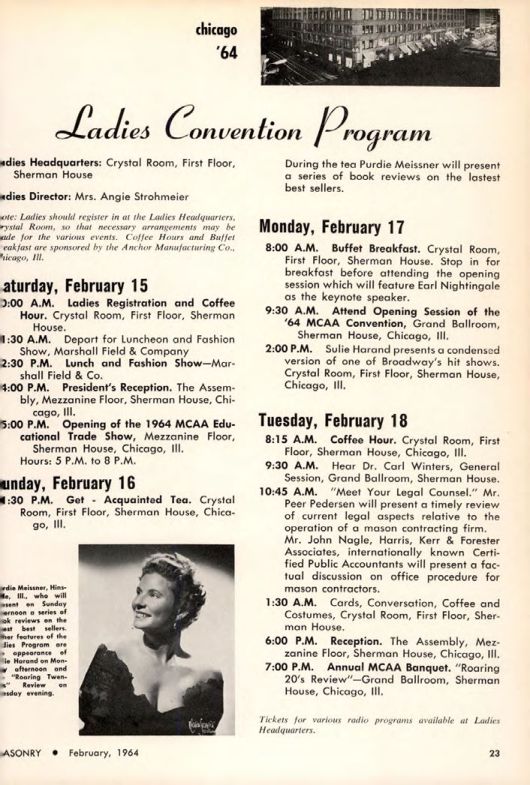 chicago
'64
Ladies Convention Program
dies Headquarters: Crystal Room, First Floor,
Sherman House
dies Director: Mrs. Angie Strohmeier
ote: Ladies should register in at the Ladies Headquarters,
rystal Room, so that necessary arrangements may be
ade for the various events. Coffee Hours and Buffet
eakfast are sponsored by the Anchor Manufacturing Co.,
hicago, Ill.
aturday, February 15
0:00 A.M. Ladies Registration and Coffee
Hour. Crystal Room, First Floor, Sherman
House.
1:30 A.M. Depart for Luncheon and Fashion
Show, Marshall Field & Company
2:30 P.M. Lunch and Fashion Show—Mar-
shall Field & Co.
4:00 P.M. President's Reception. The Assem-
bly, Mezzanine Floor, Sherman House, Chi-
cago, Ill.
5:00 P.M. Opening of the 1964 MCAA Edu-
cational Trade Show, Mezzanine Floor,
Sherman House, Chicago, Ill.
Hours: 5 P.M. to 8 P.M.
unday, February 16
:30 P.M. Get - Acquainted Tea. Crystal
Room, First Floor, Sherman House, Chica-
go, Ill.
rdie Meissner, Hins-
le, Ill., who will
esent on Sunday
ernoon a series of
ok reviews on the
est best sellers.
her features of the
dies Program are
appearance of
lie Harand on Mon-
y afternoon and
"Roaring Twen-
s" Review on
esday evening.
During the tea Purdie Meissner will present
a series of book reviews on the lastest
best sellers.
Monday, February 17
8:00 A.M. Buffet Breakfast. Crystal Room,
First Floor, Sherman House. Stop in for
breakfast before attending the opening
session which will feature Earl Nightingale
as the keynote speaker.
9:30 A.M. Attend Opening Session of the
'64 MCAA Convention, Grand Ballroom,
Sherman House, Chicago, Ill.
2:00 P.M. Sulie Harand presents a condensed
version of one of Broadway's hit shows.
Crystal Room, First Floor, Sherman House,
Chicago, Ill.
Tuesday, February 18
8:15 A.M. Coffee Hour. Crystal Room, First
Floor, Sherman House, Chicago, Ill.
9:30 A.M. Hear Dr. Carl Winters, General
Session, Grand Ballroom, Sherman House.
10:45 A.M. "Meet Your Legal Counsel." Mr.
Peer Pedersen will present a timely review
of current legal aspects relative to the
operation of a mason contracting firm.
Mr. John Nagle, Harris, Kerr & Forester
Associates, internationally known Certi-
fied Public Accountants will present a fac-
tual discussion on office procedure for
mason contractors.
1:30 A.M. Cards, Conversation, Coffee and
Costumes, Crystal Room, First Floor, Sher-
man House.
6:00 P.M. Reception. The Assembly, Mez-
zanine Floor, Sherman House, Chicago, Ill.
7:00 P.M. Annual MCAA Banquet. "Roaring
20's Review"—Grand Ballroom, Sherman
House, Chicago, Ill.
Tickets for various radio programs available at Ladies
Headquarters.
ASONRY • February, 1964
23